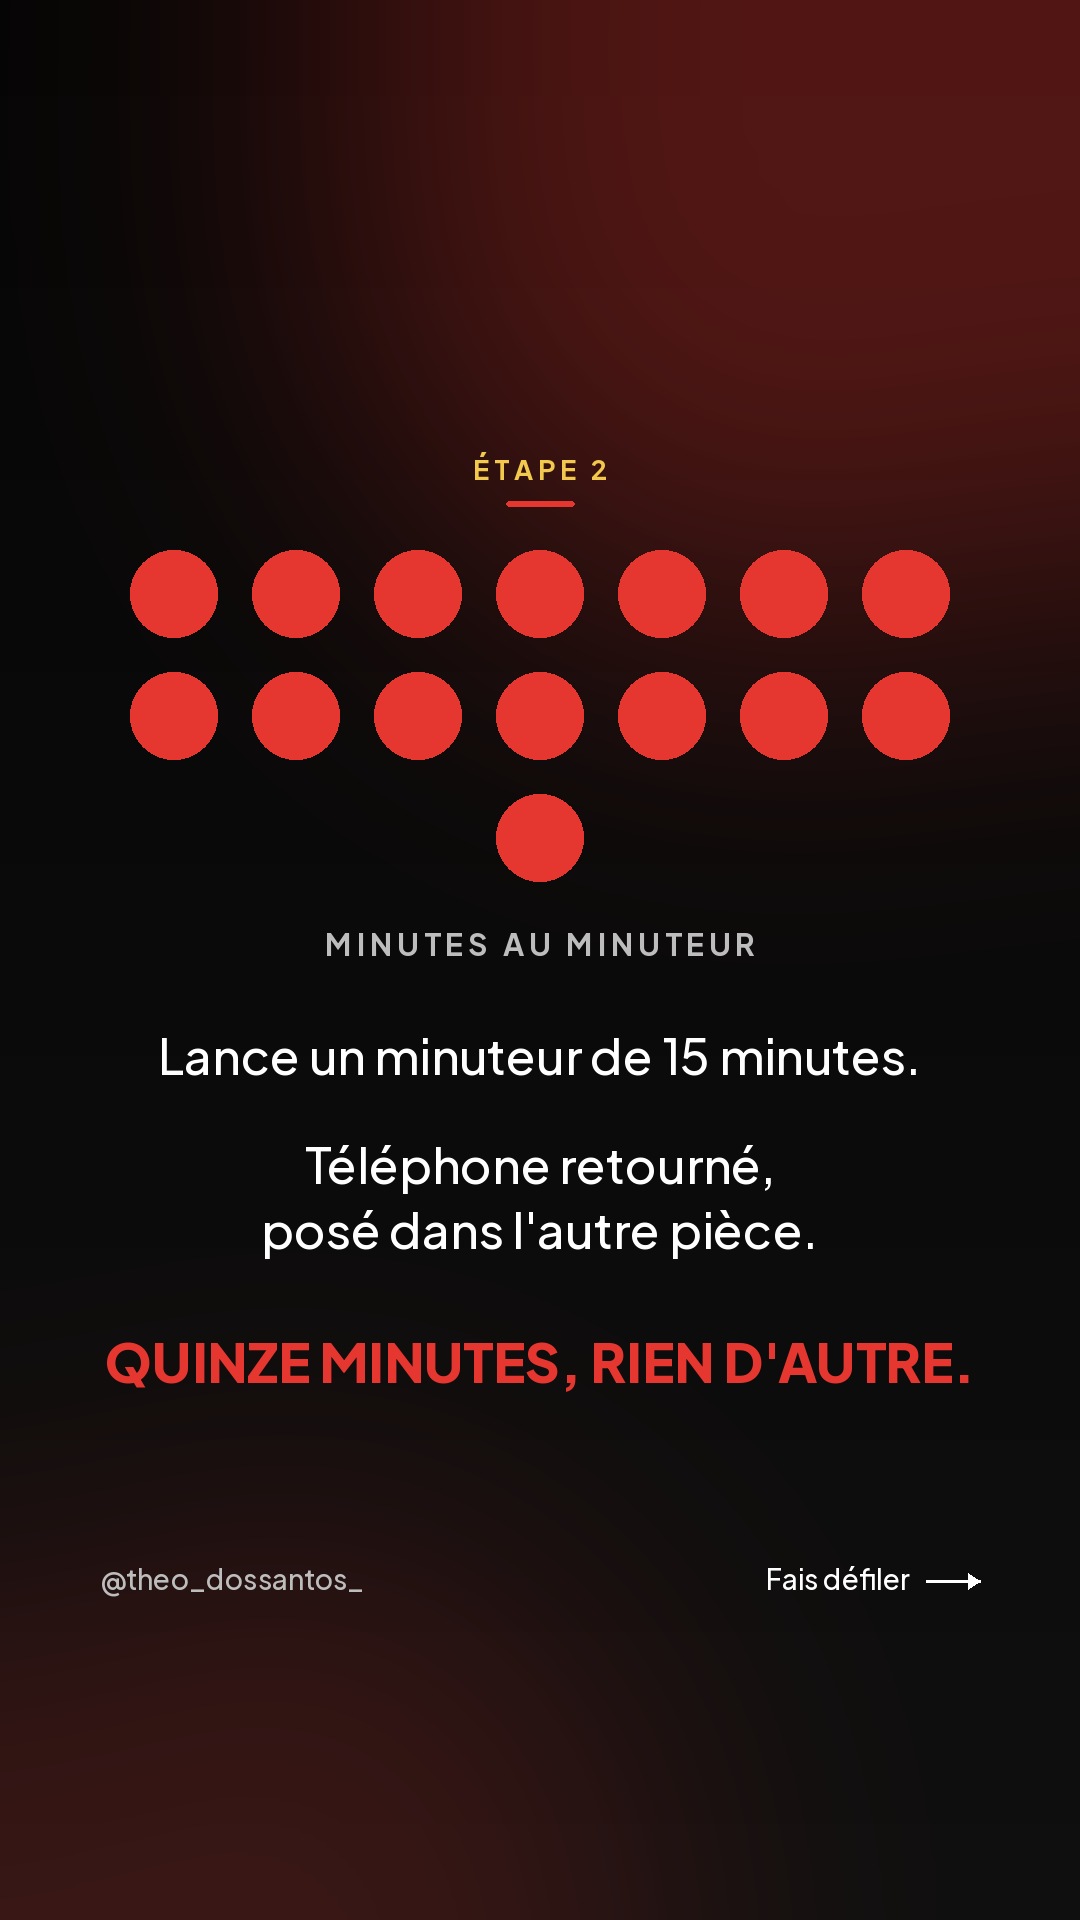 ÉTAPE 2
MINUTES AU MINUTEUR
Lance un minuteur de 15 minutes.
Téléphone retourné,
posé dans l'autre pièce.
QUINZE MINUTES, RIEN D'AUTRE.
@theo_dossantos_
Fais défiler